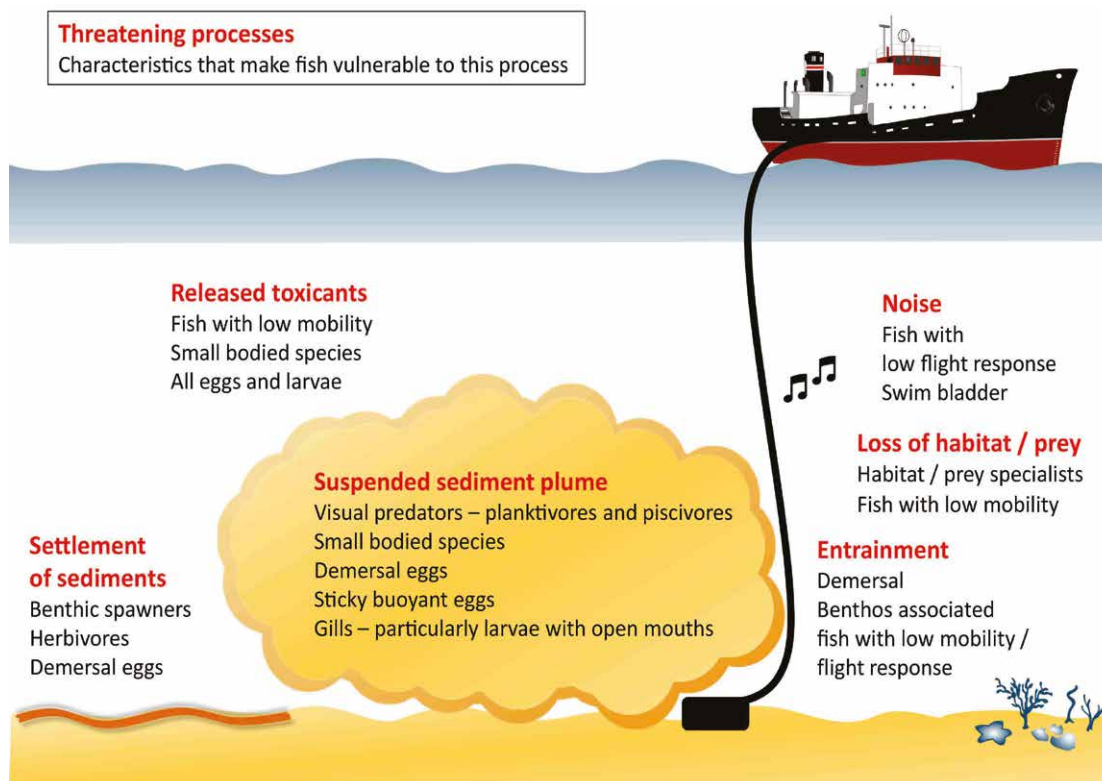 Threatening processes
Characteristics that make fish vulnerable to this process
Released toxicants
Fish with low mobility
Small bodied species
All eggs and larvae
Noise
Fish with
low flight response
Swim bladder
Loss of habitat / prey
Habitat / prey specialists
Fish with low mobility
Suspended sediment plume
Visual predators – planktivores and piscivores
Small bodied species
Demersal eggs
Sticky buoyant eggs
Gills – particularly larvae with open mouths
Settlement
of sediments
Benthic spawners
Herbivores
Demersal eggs
Entrainment
Demersal
Benthos associated
fish with low mobility /
flight response